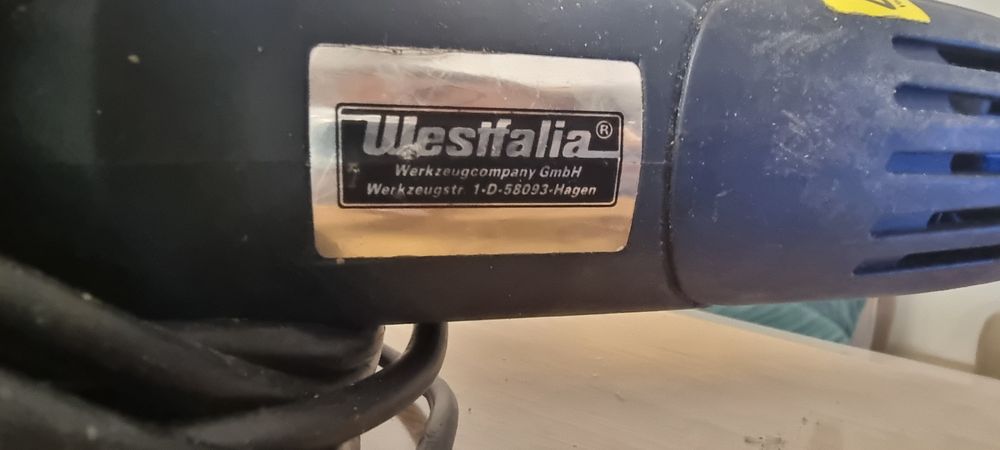 Westfalia®
Werkzeugcompany GmbH
Werkzeugstr. 1-D-58093-Hagen